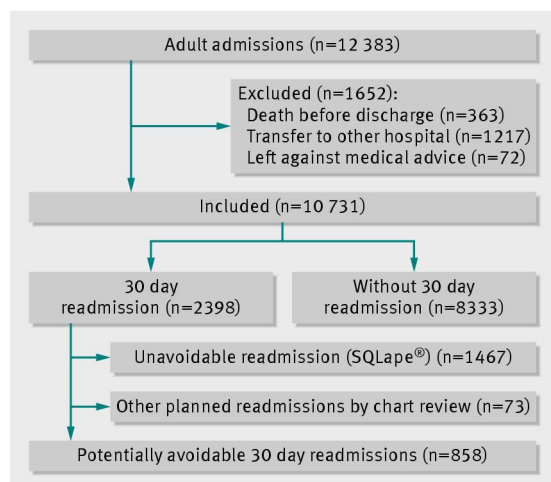 Adult admissions (n=12 383)
Excluded (n=1652):
Death before discharge (n=363)
Transfer to other hospital (n=1217)
Left against medical advice (n=72)
Included (n=10 731)
30 day
readmission (n=2398)
Without 30 day
readmission (n=8333)
Unavoidable readmission (SQLape®) (n=1467)
Other planned readmissions by chart review (n=73)
Potentially avoidable 30 day readmissions (n=858)